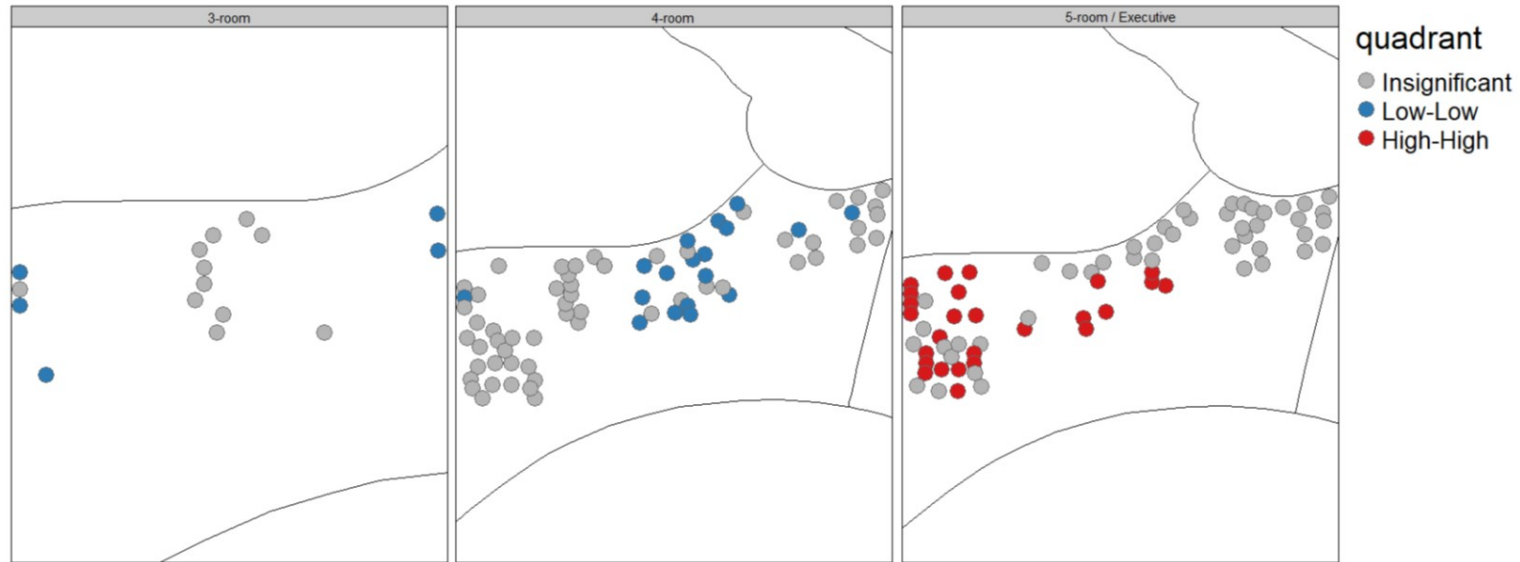 3-room
4-room
5-room / Executive
quadrant
Insignificant
Low-Low
High-High